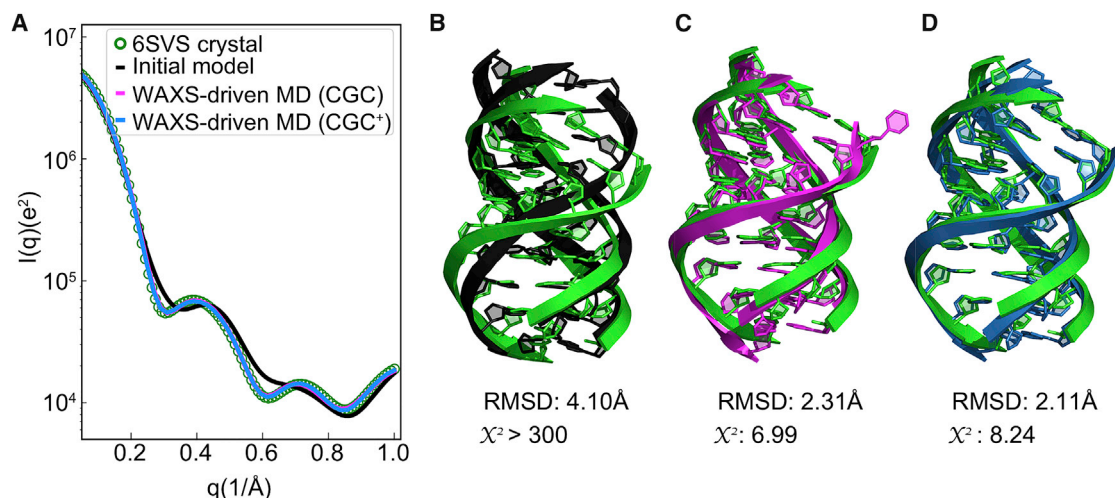 A
B
C
D
10⁷
10⁶
10⁵
10⁴
I(q)(e²)
6SVS crystal
Initial model
WAXS-driven MD (CGC)
WAXS-driven MD (CGC⁺)
0.2 0.4 0.6 0.8 1.0
q(1/Å)
RMSD: 4.10Å
χ² > 300
RMSD: 2.31Å
χ²: 6.99
RMSD: 2.11Å
χ² : 8.24